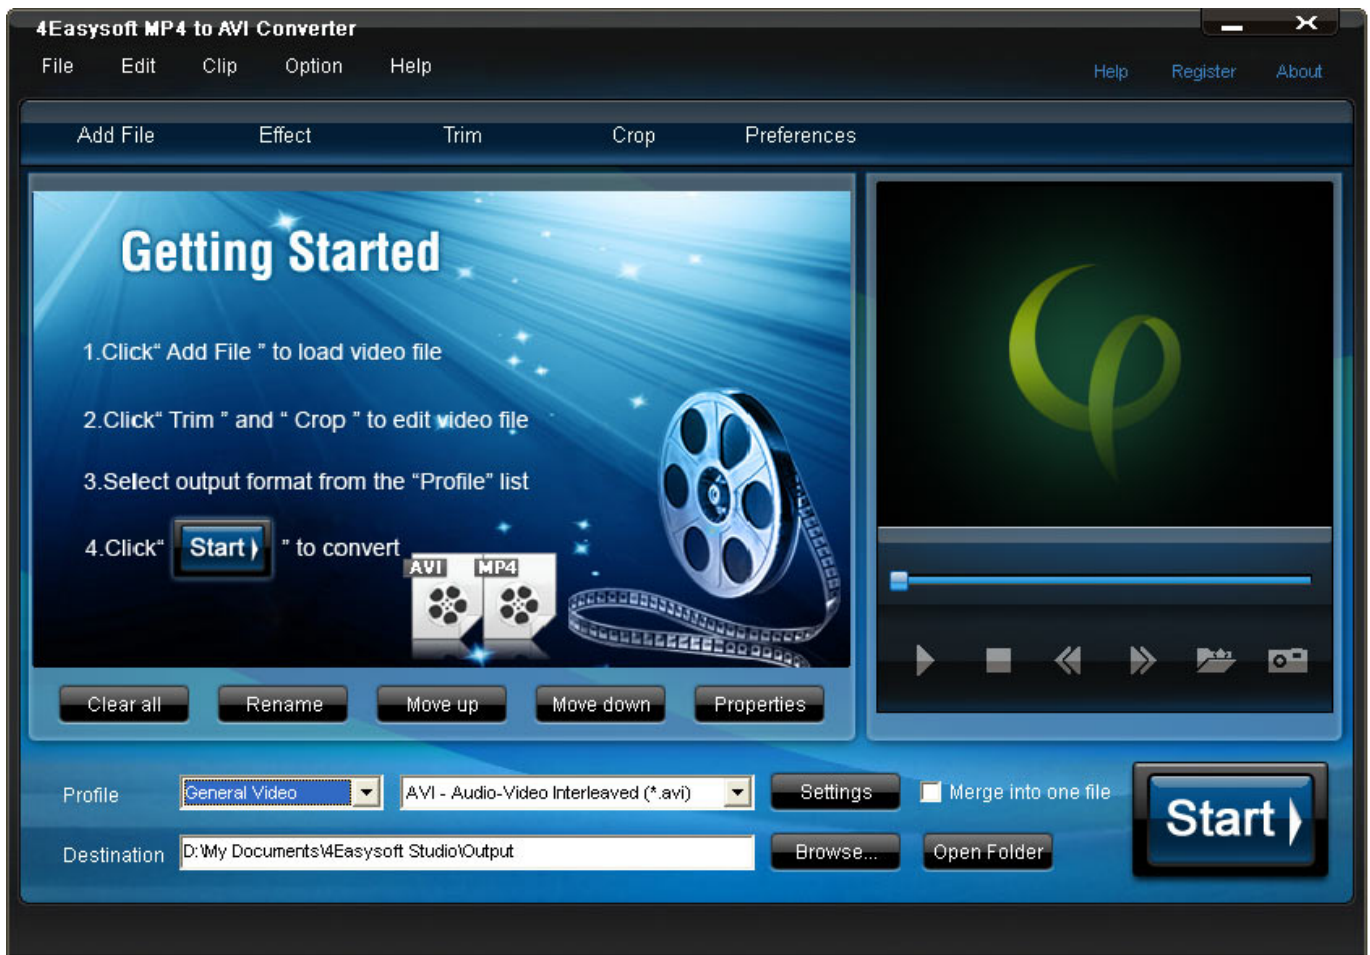 4Easysoft MP4 to AVI Converter
File Edit Clip Option Help
Help Register About
Add File Effect Trim Crop Preferences
Getting Started
1.Click“ Add File ” to load video file
2.Click“ Trim ” and “ Crop ” to edit video file
3.Select output format from the “Profile” list
4.Click“ Start ” to convert
AVI MP4
Clear all Rename Move up Move down Properties
Profile General Video AVI - Audio-Video Interleaved (*.avi) Settings Merge into one file
Start
Destination D:\My Documents\4Easysoft Studio\Output Browse... Open Folder